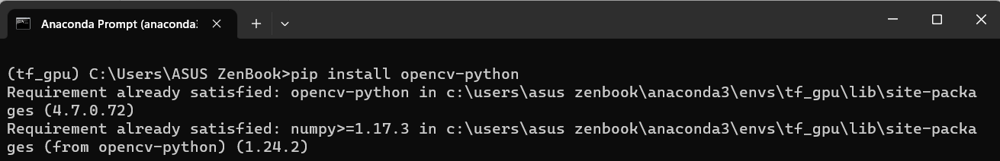 Anaconda Prompt (anaconda3
(tf_gpu) C:\Users\ASUS ZenBook>pip install opencv-python
Requirement already satisfied: opencv-python in c:\users\asus zenbook\anaconda3\envs\tf_gpu\lib\site-packa
ges (4.7.0.72)
Requirement already satisfied: numpy>=1.17.3 in c:\users\asus zenbook\anaconda3\envs\tf_gpu\lib\site-packa
ges (from opencv-python) (1.24.2)